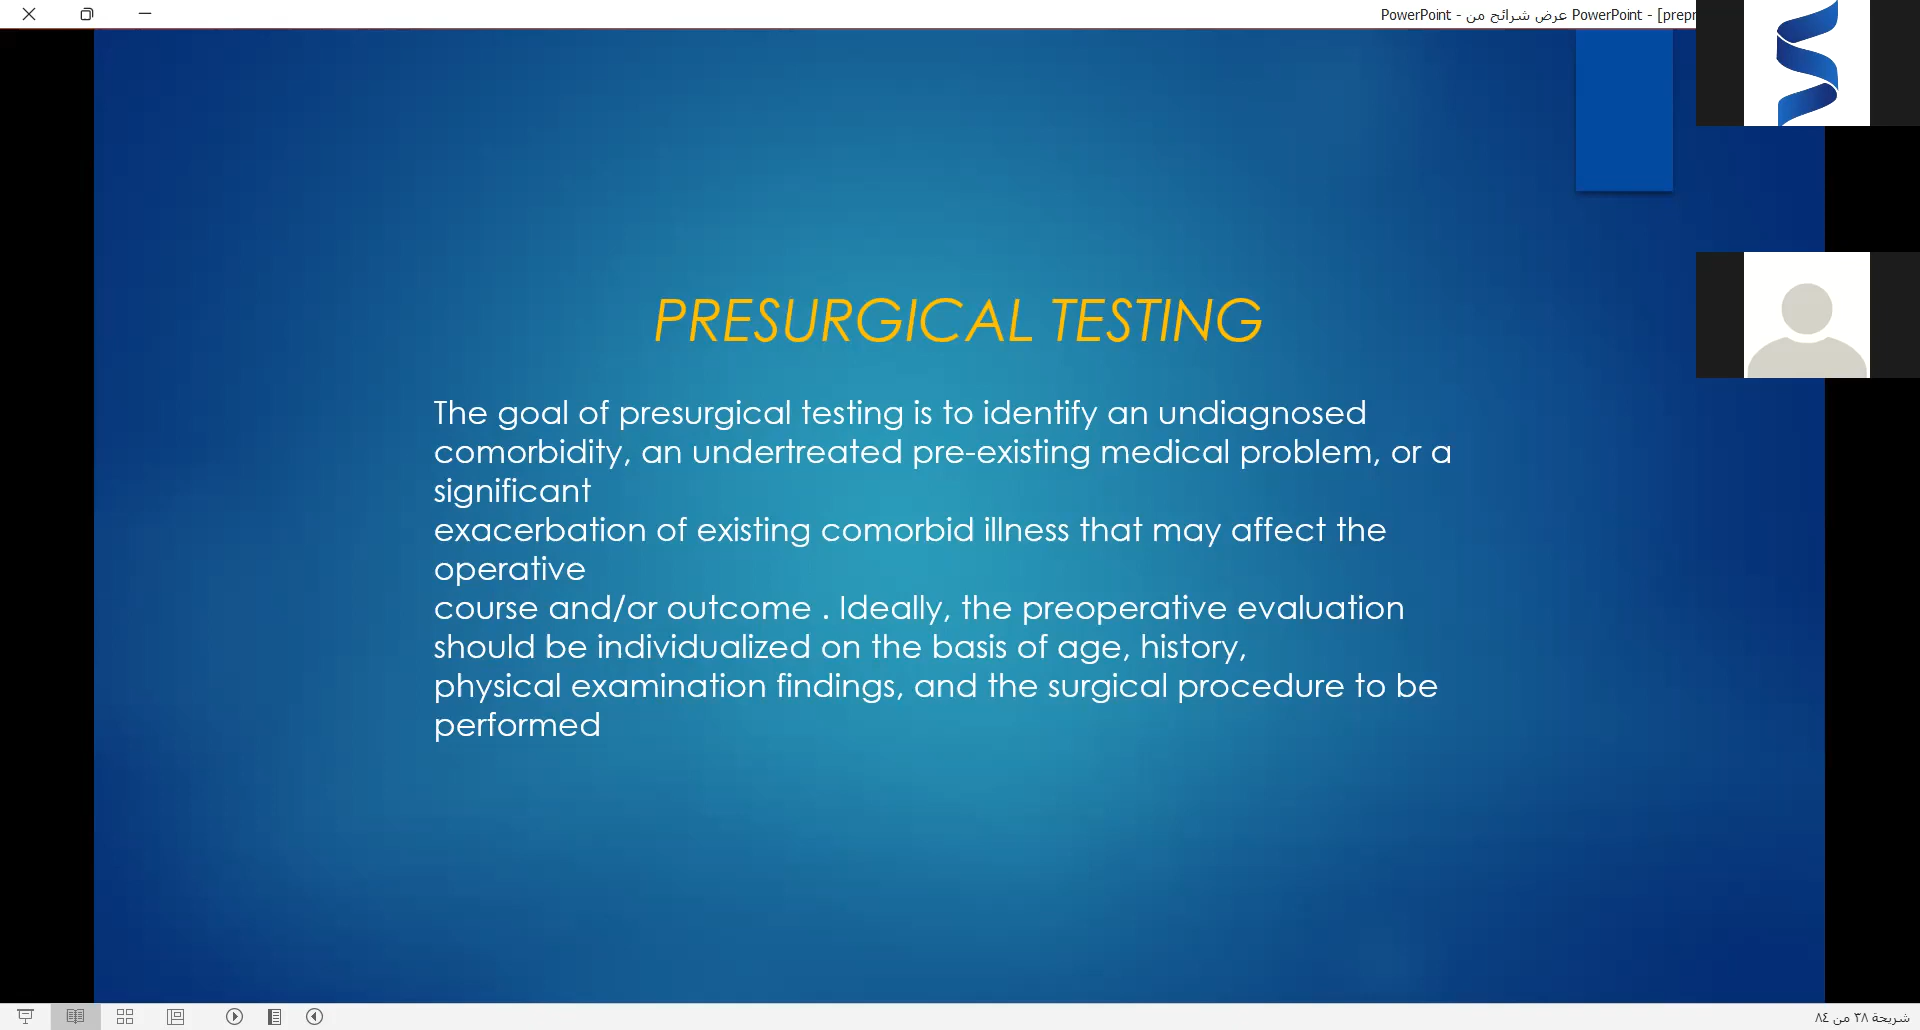 PowerPoint - عرض شرائح من PowerPoint - [prepr
PRESURGICAL TESTING
The goal of presurgical testing is to identify an undiagnosed
comorbidity, an undertreated pre-existing medical problem, or a
significant
exacerbation of existing comorbid illness that may affect the
operative
course and/or outcome . Ideally, the preoperative evaluation
should be individualized on the basis of age, history,
physical examination findings, and the surgical procedure to be
performed
شريحة ٣٨ من ٨٤